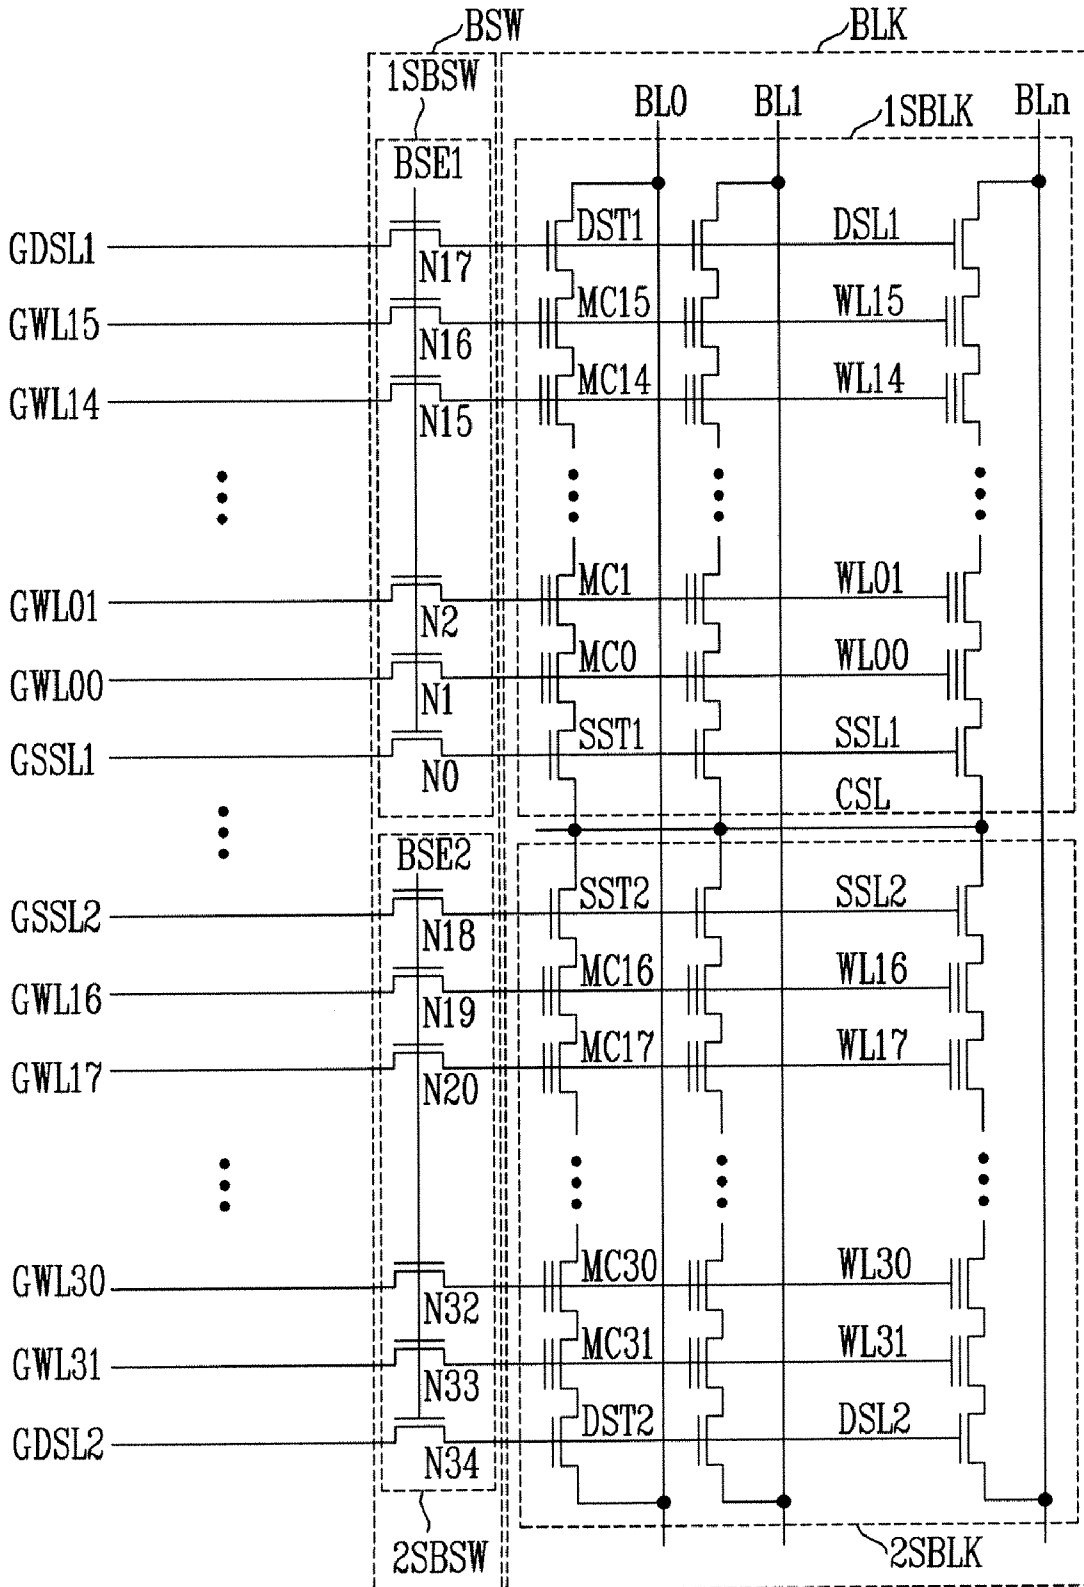 BSW BLK
1SBSW
BL0 BL1 1SBLK BLn
BSE1
GDSL1 N17 DST1 DSL1
GWL15 N16 MC15 WL15
GWL14 N15 MC14 WL14
GWL01 N2 MC1 WL01
GWL00 N1 MC0 WL00
GSSL1 N0 SST1 SSL1
CSL
BSE2
GSSL2 N18 SST2 SSL2
GWL16 N19 MC16 WL16
GWL17 N20 MC17 WL17
GWL30 N32 MC30 WL30
GWL31 N33 MC31 WL31
GDSL2 N34 DST2 DSL2
2SBSW 2SBLK